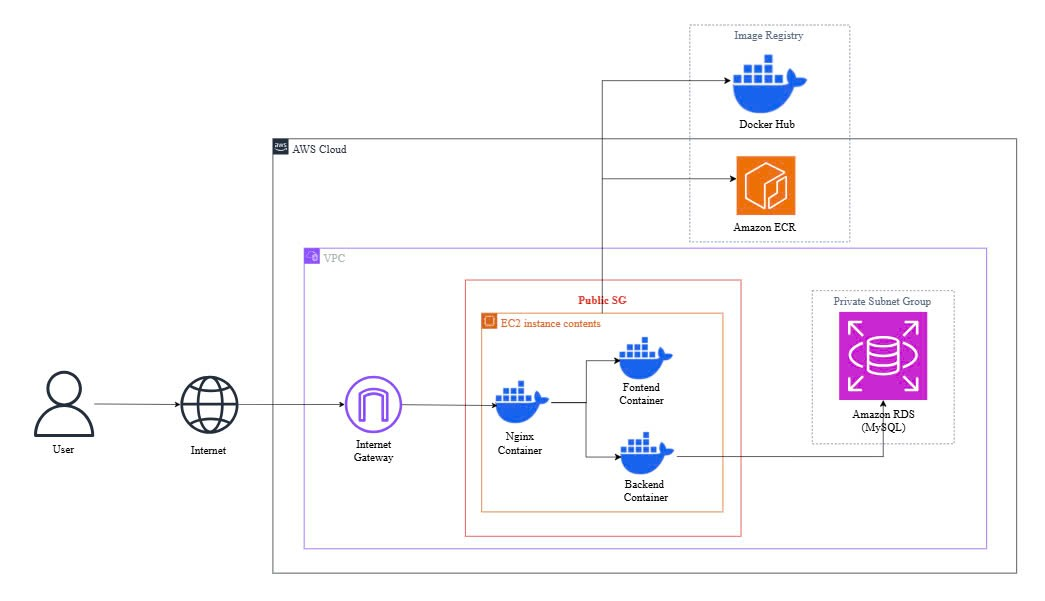 Image Registry
Docker Hub
aws
AWS Cloud
Amazon ECR
VPC
Public SG
EC2 instance contents
Private Subnet Group
Fontend
Container
Amazon RDS
(MySQL)
Nginx
Container
User
Internet
Internet
Gateway
Backend
Container